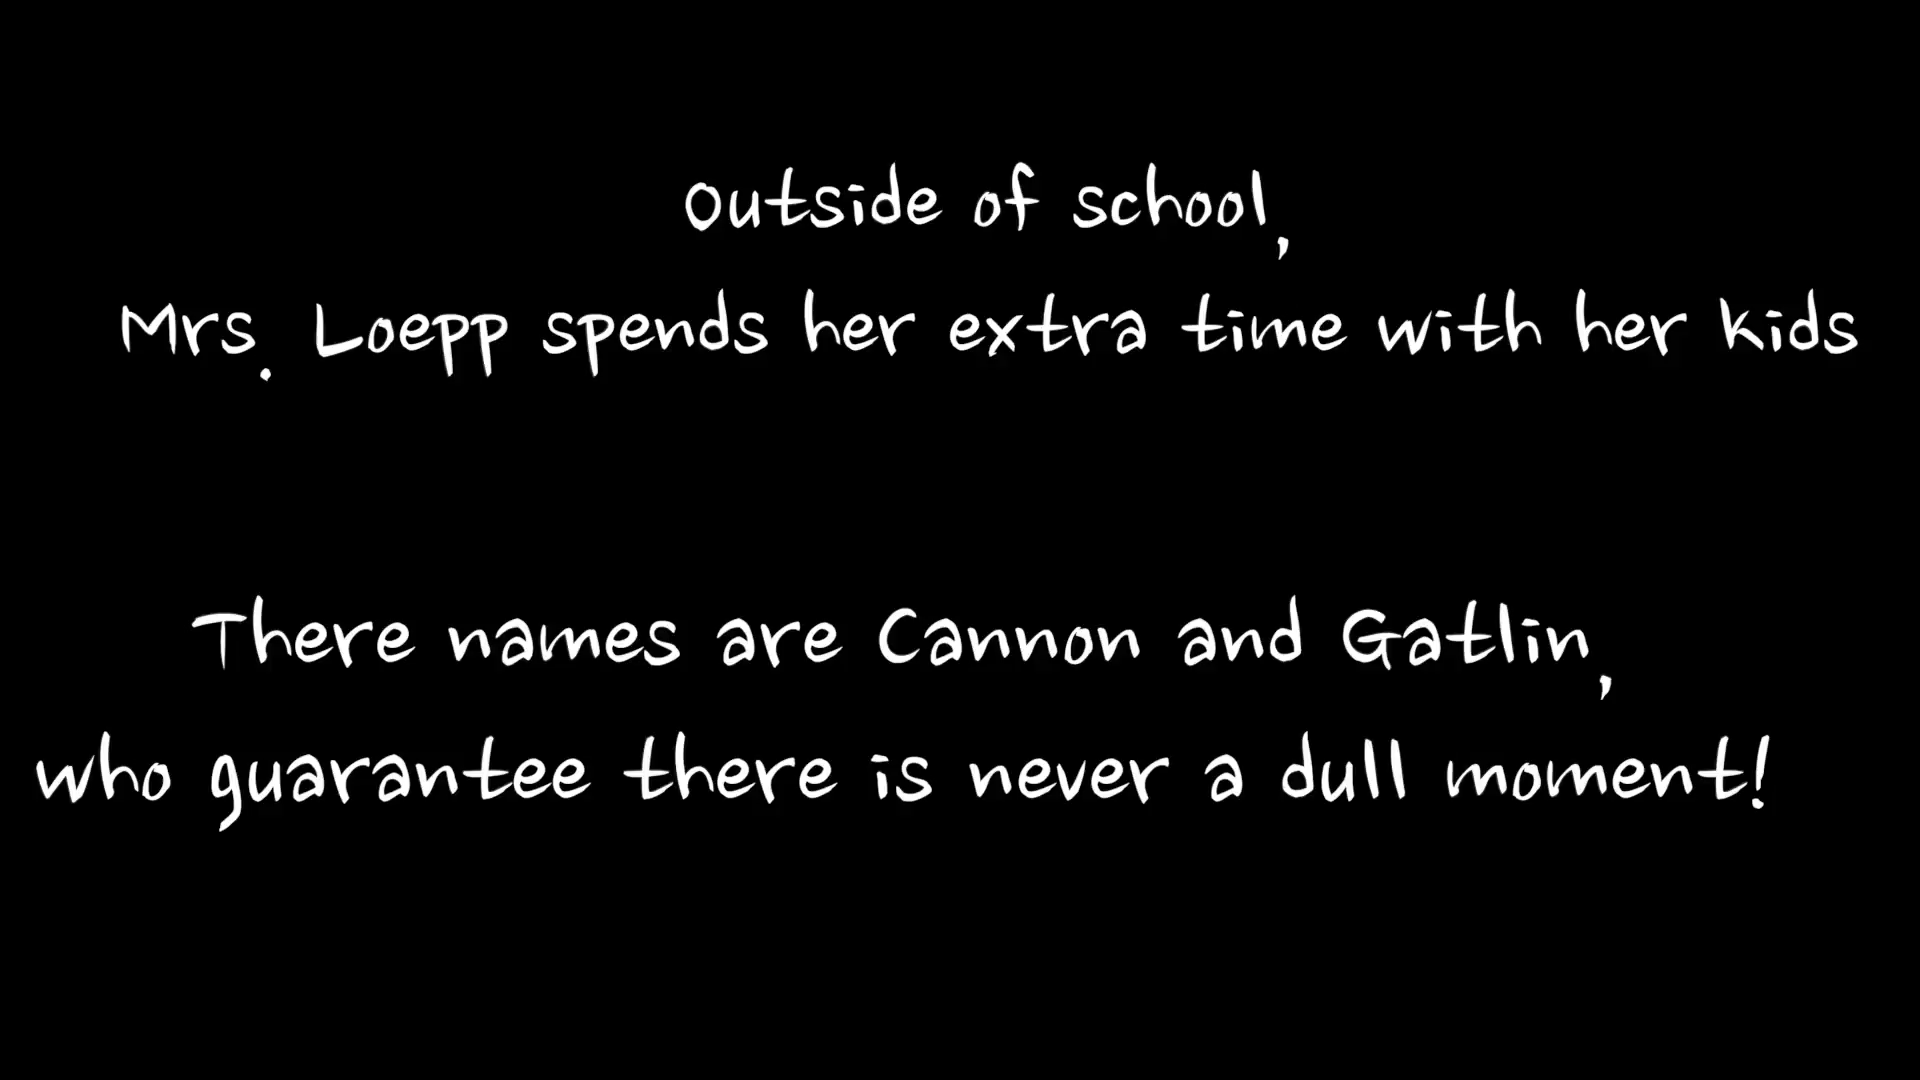 Outside of school,
Mrs. Loepp spends her extra time with her kids
There names are Cannon and Gatlin,
who guarantee there is never a dull moment!